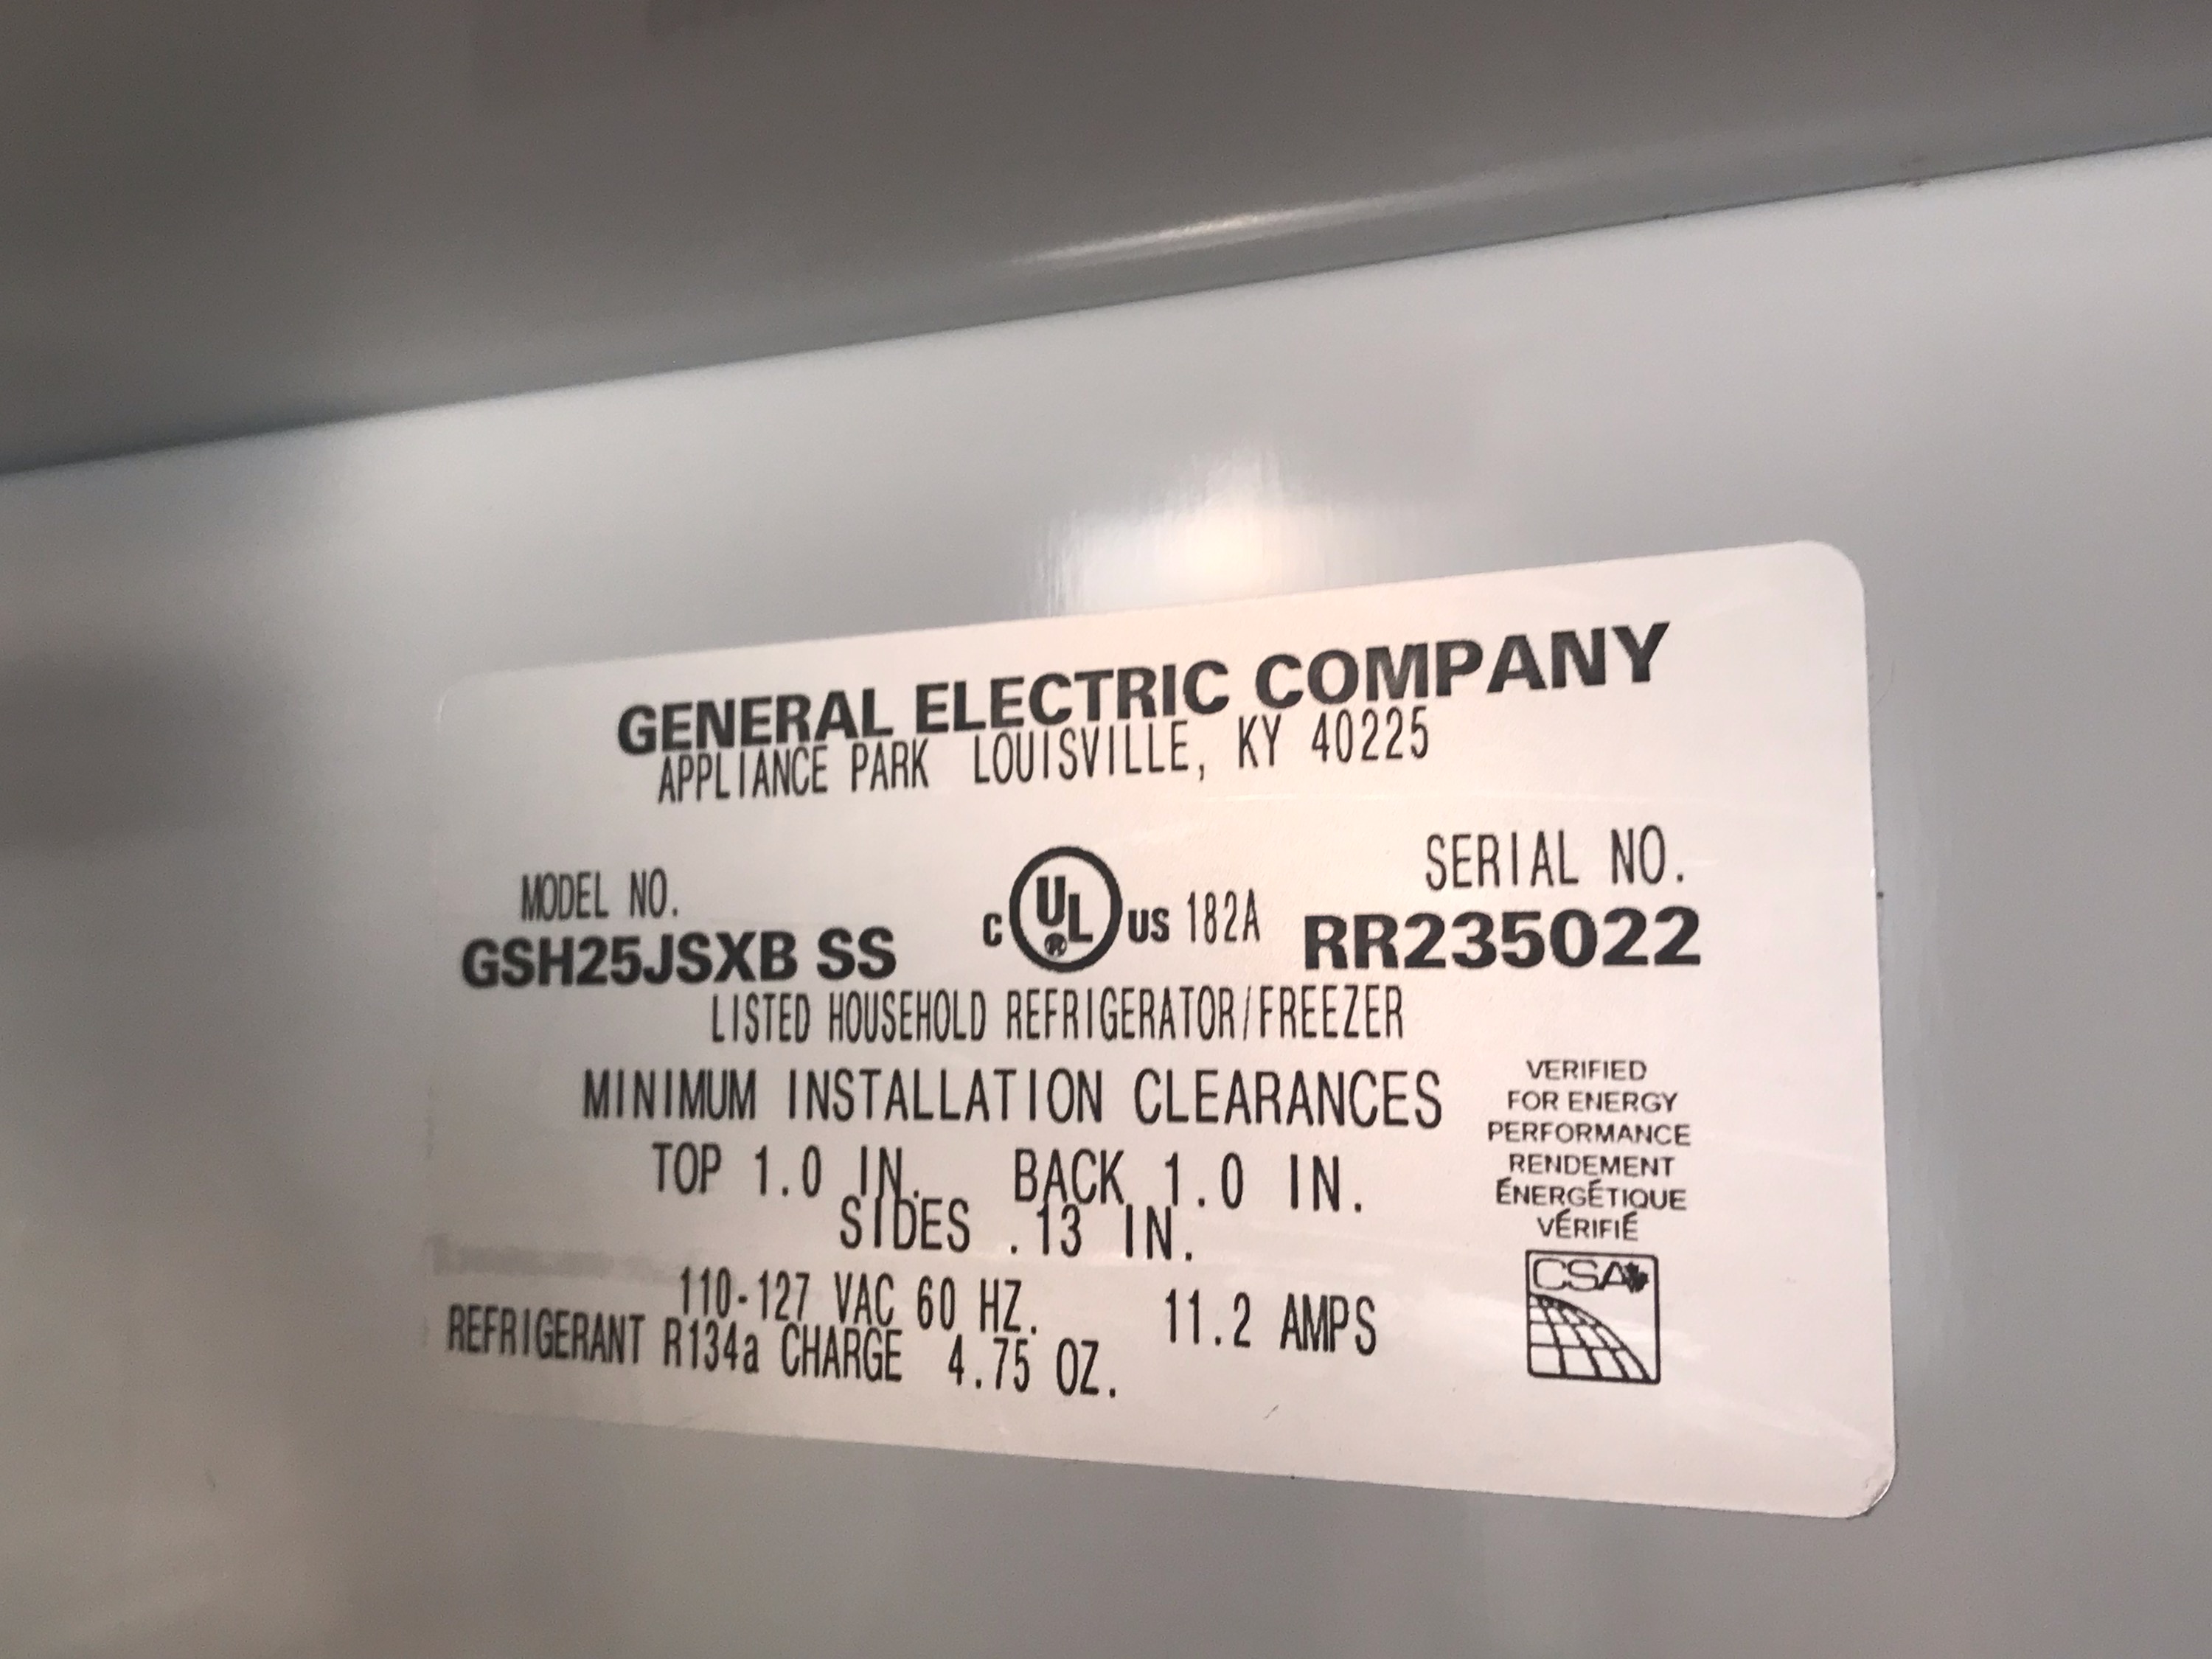 GENERAL ELECTRIC COMPANY
APPLIANCE PARK LOUISVILLE, KY 40225
MODEL NO.
GSH25JSXB SS
C UL® US 182A
SERIAL NO.
RR235022
LISTED HOUSEHOLD REFRIGERATOR/FREEZER
MINIMUM INSTALLATION CLEARANCES
TOP 1.0 IN. BACK 1.0 IN.
SIDES .13 IN.
110-127 VAC 60 HZ. 11.2 AMPS
REFRIGERANT R134a CHARGE 4.75 OZ.
VERIFIED
FOR ENERGY
PERFORMANCE
RENDEMENT
ÉNERGÉTIQUE
VÉRIFIÉ
CSA